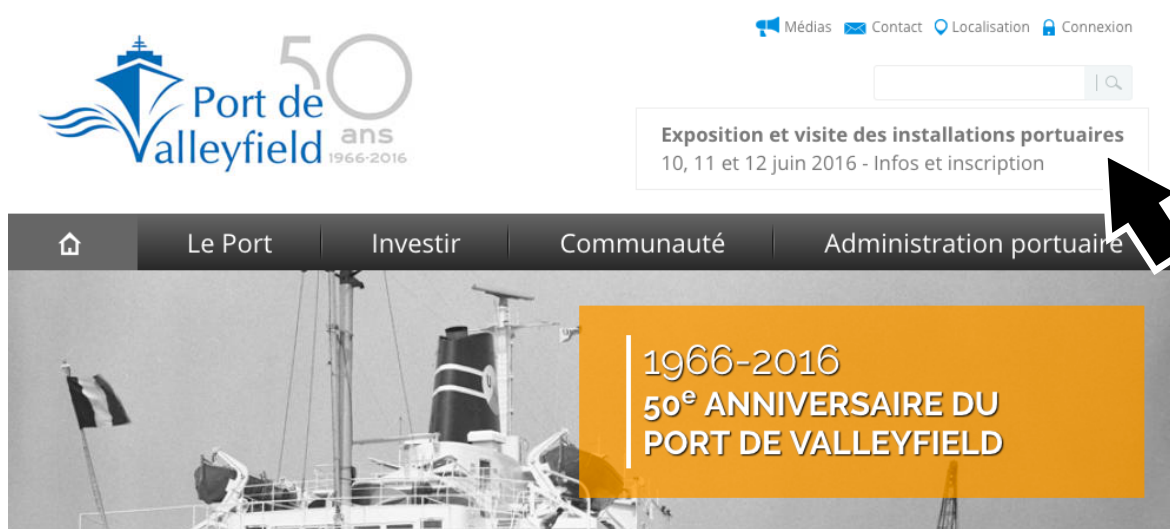 Médias Contact Localisation Connexion
50
ans
1966-2016
Port de
Valleyfield
Exposition et visite des installations portuaires
10, 11 et 12 juin 2016 - Infos et inscription
Le Port Investir Communauté Administration portuaire
1966-2016
50e ANNIVERSAIRE DU
PORT DE VALLEYFIELD